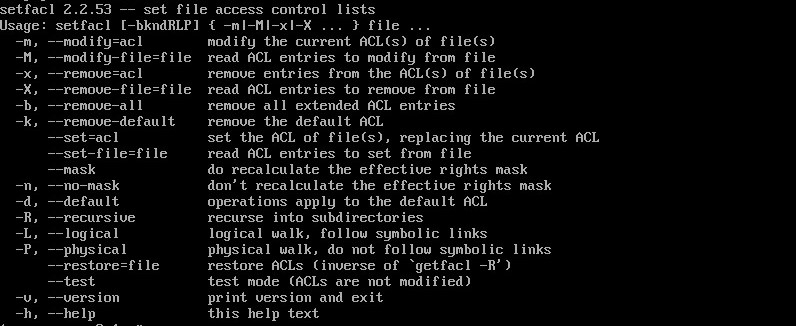 setfacl 2.2.53 -- set file access control lists
Usage: setfacl [-bkndRLP] { -m|-M|-x|-X ... } file ...
  -m, --modify=acl        modify the current ACL(s) of file(s)
  -M, --modify-file=file  read ACL entries to modify from file
  -x, --remove=acl        remove entries from the ACL(s) of file(s)
  -X, --remove-file=file  read ACL entries to remove from file
  -b, --remove-all        remove all extended ACL entries
  -k, --remove-default    remove the default ACL
      --set=acl           set the ACL of file(s), replacing the current ACL
      --set-file=file     read ACL entries to set from file
      --mask              do recalculate the effective rights mask
  -n, --no-mask           don't recalculate the effective rights mask
  -d, --default           operations apply to the default ACL
  -R, --recursive         recurse into subdirectories
  -L, --logical           logical walk, follow symbolic links
  -P, --physical          physical walk, do not follow symbolic links
      --restore=file      restore ACLs (inverse of `getfacl -R')
      --test              test mode (ACLs are not modified)
  -v, --version           print version and exit
  -h, --help              this help text